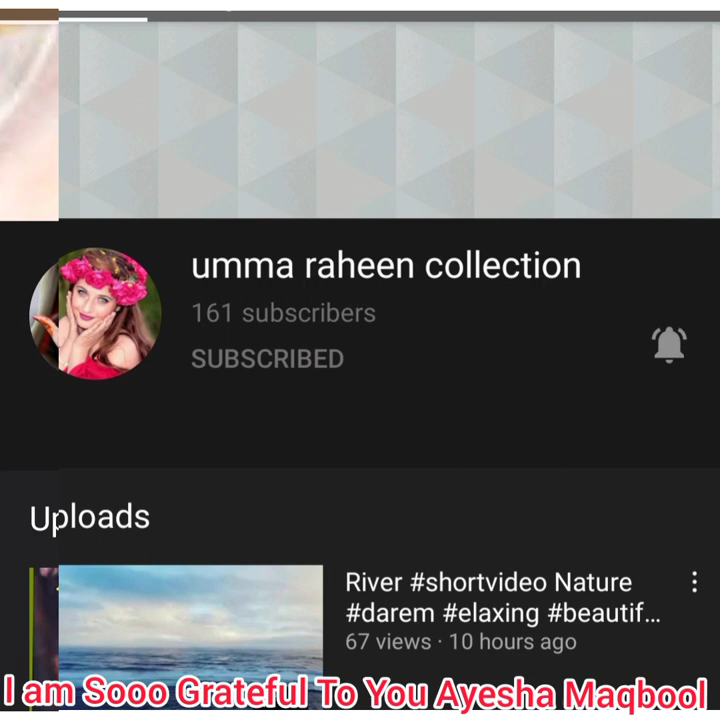 umma raheen collection
161 subscribers
SUBSCRIBED
Uploads
River #shortvideo Nature
#darem #elaxing #beautif...
67 views · 10 hours ago
I am Sooo Grateful To You Ayesha Maqbool